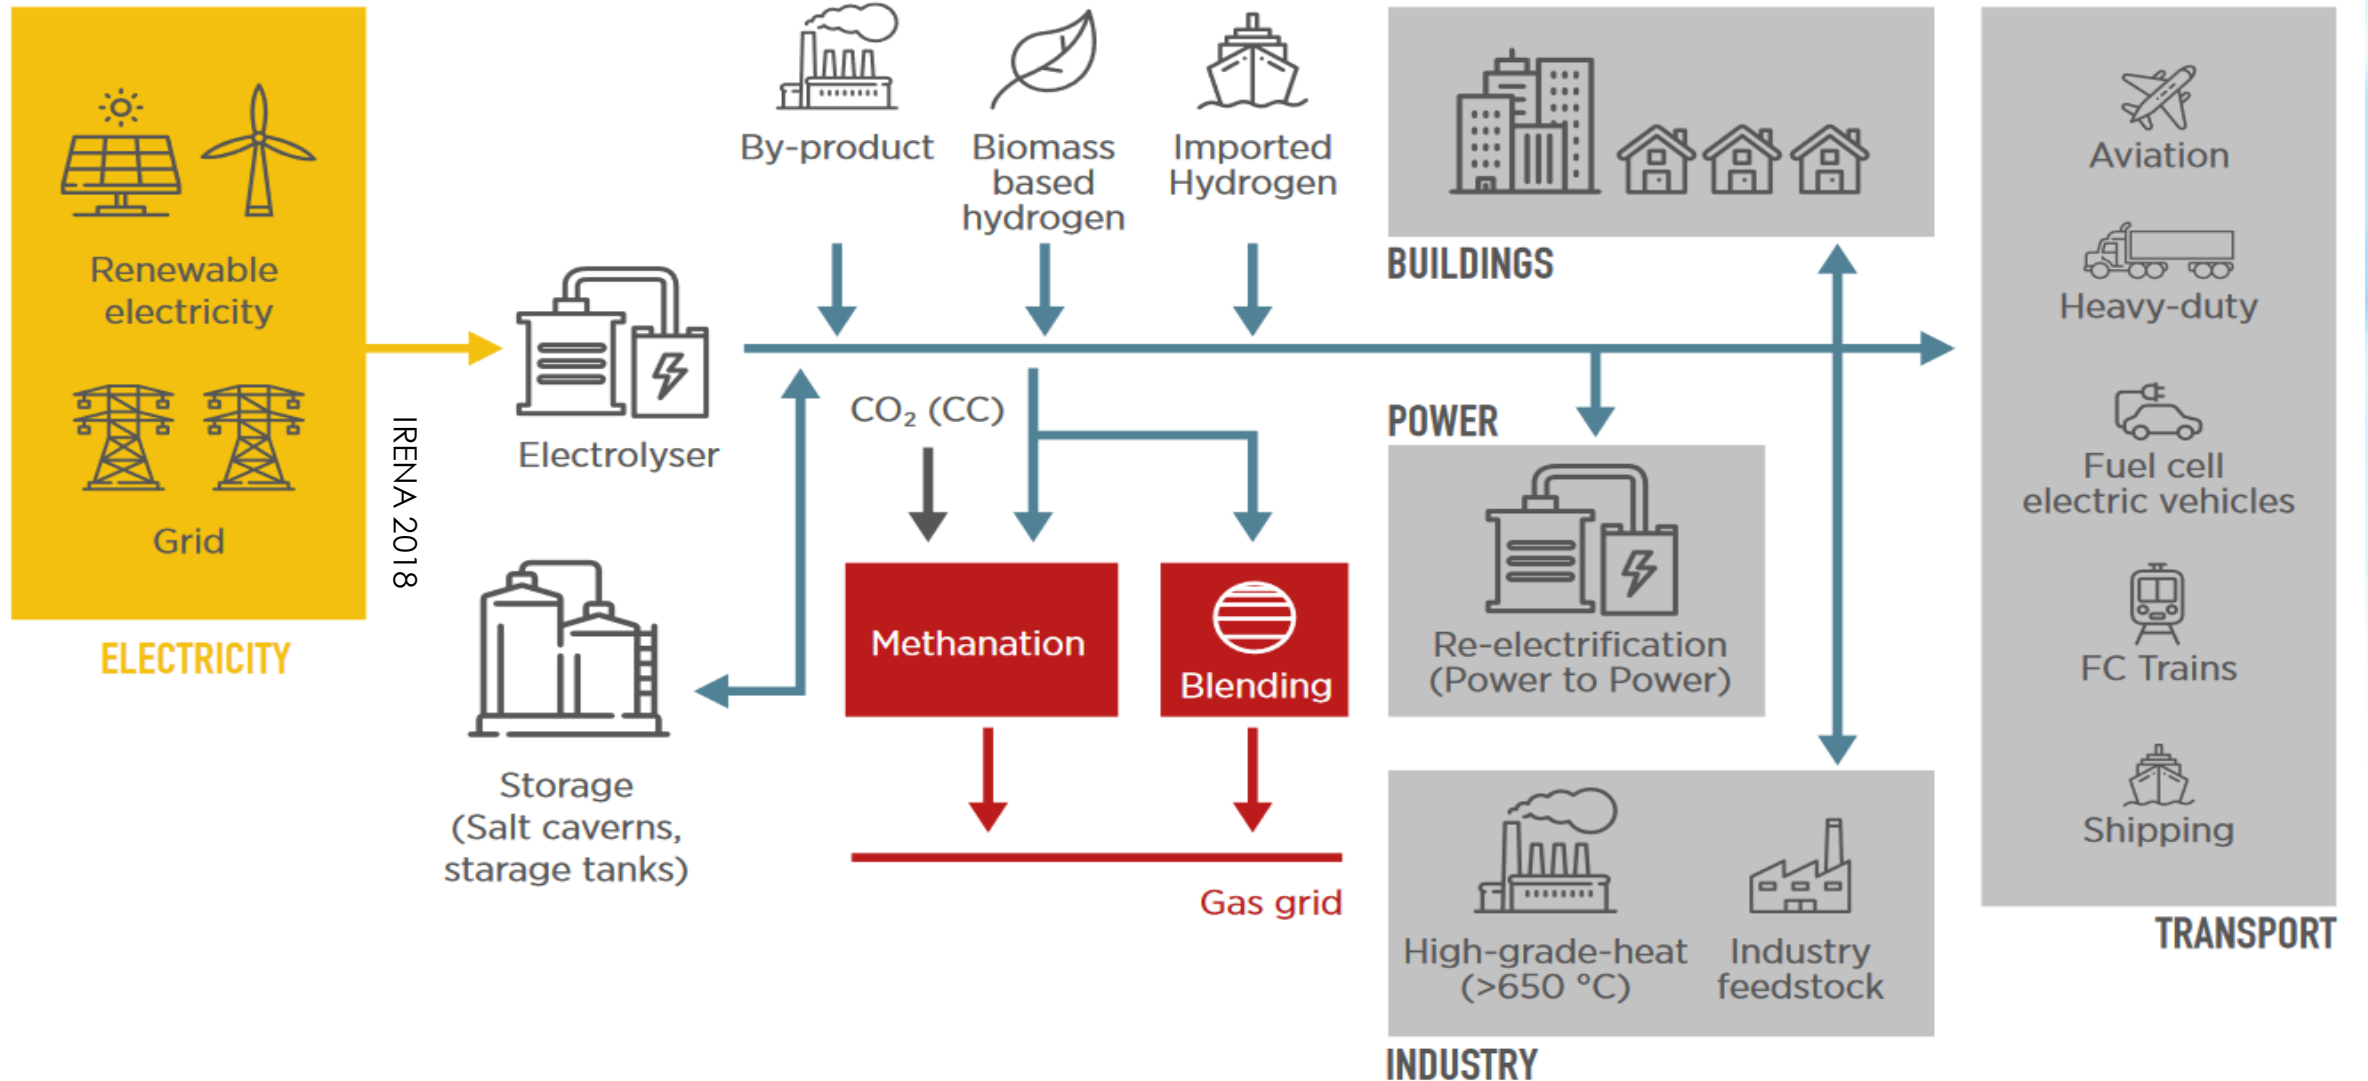 Renewable
electricity
Grid
ELECTRICITY
IRENA 2018
Electrolyser
Storage
(Salt caverns,
starage tanks)
By-product
Biomass
based
hydrogen
Imported
Hydrogen
CO₂ (CC)
Methanation
Blending
Gas grid
BUILDINGS
POWER
Re-electrification
(Power to Power)
High-grade-heat
(>650 °C)
Industry
feedstock
INDUSTRY
Aviation
Heavy-duty
Fuel cell
electric vehicles
FC Trains
Shipping
TRANSPORT